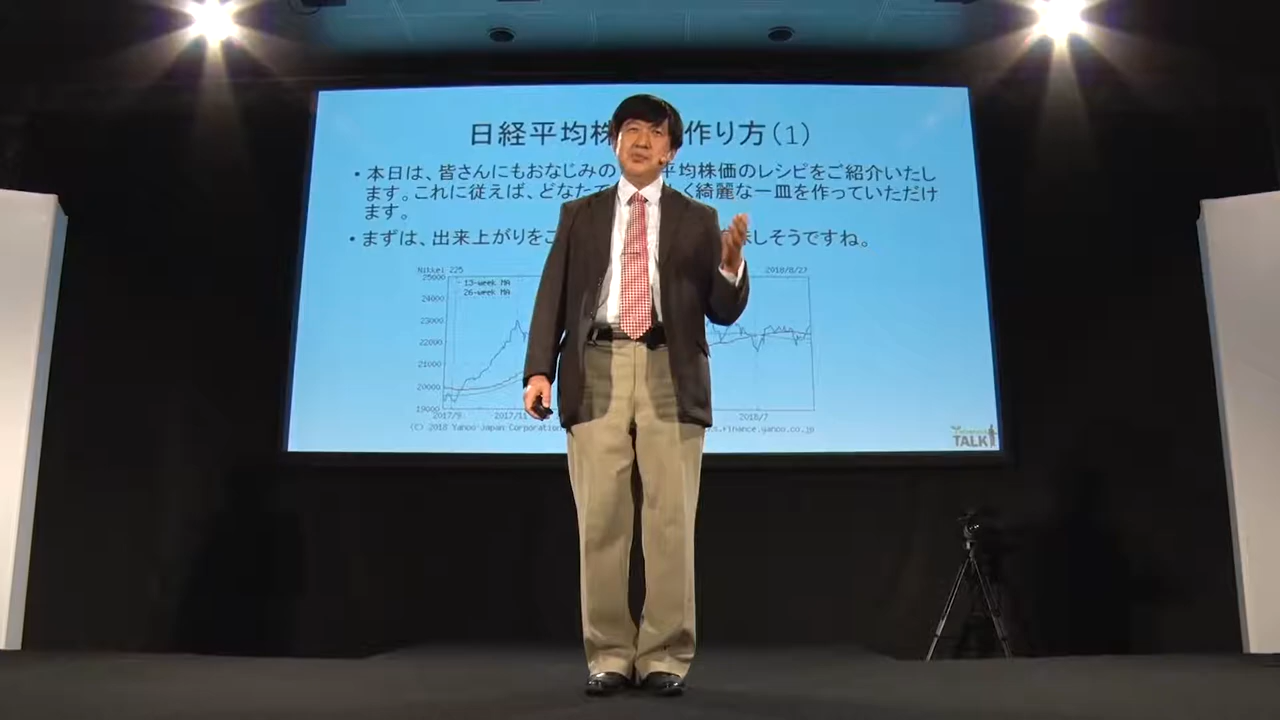 日経平均株 作り方(1)
• 本日は、皆さんにもおなじみの 平均株価のレシピをご紹介いたし
ます。これに従えば、どなた く綺麗な一皿を作っていただけ
ます。
• まずは、出来上がりをご 味しそうですね。
Nikkei 225 2018/8/27
25000
13-week MA
26-week MA
24000
23000
22000
21000
20000
19000
2017/9 2017/11 2018/7
(C) 2018 Yahoo Japan Corporation .finance.yahoo.co.jp
TALK